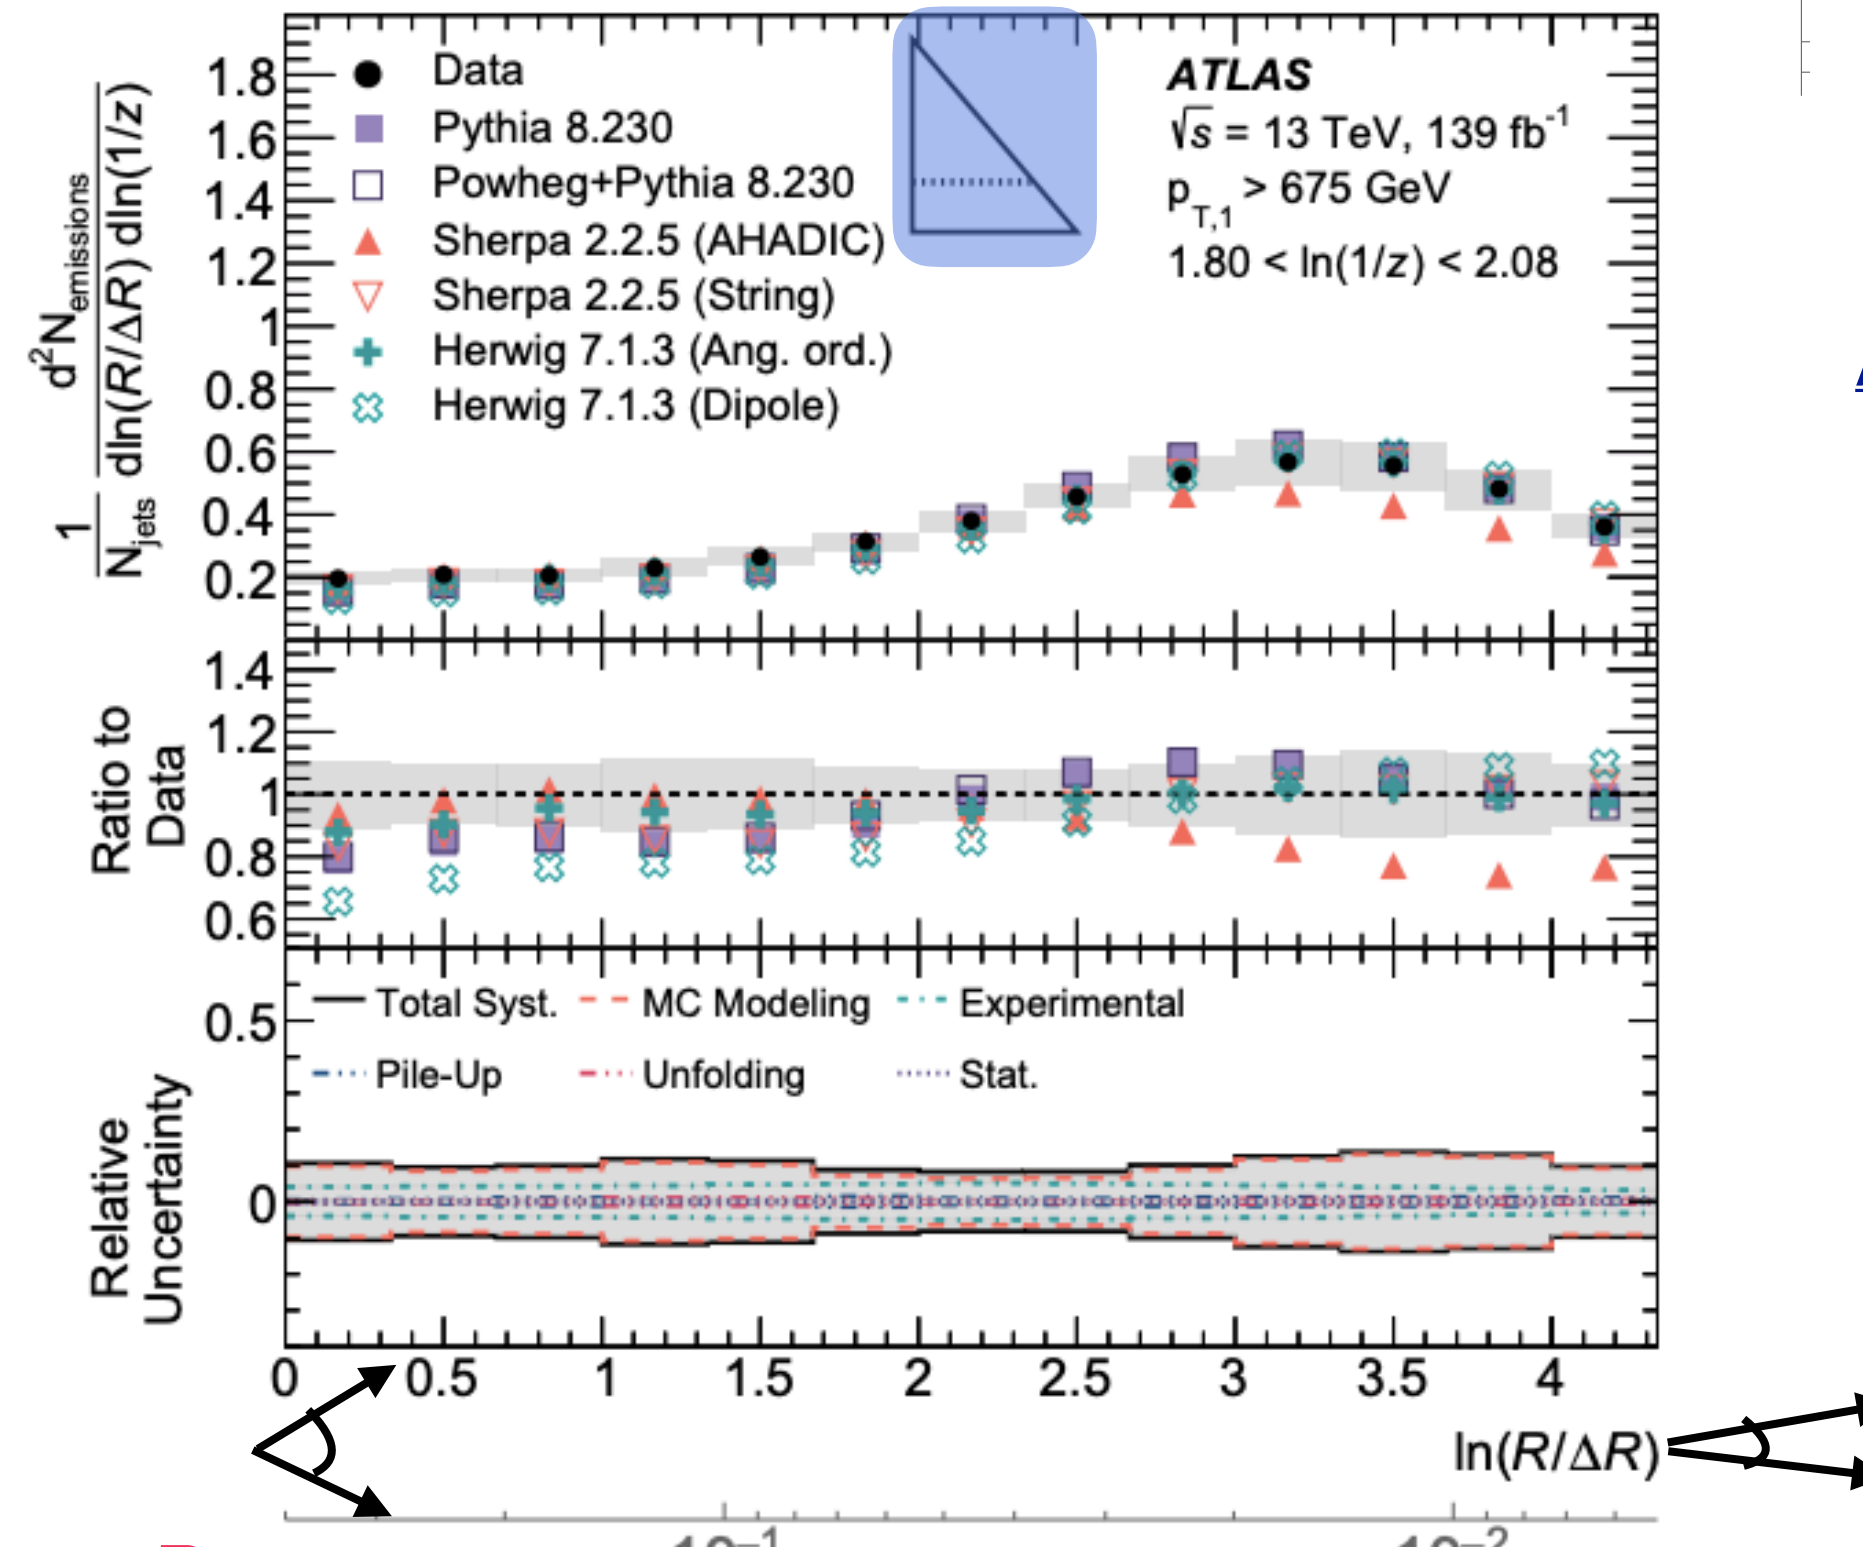 1.8
1.6
1.4
1.2
1
0.8
0.6
0.4
0.2
1
N_jets
d²N_emissions
dln(R/ΔR) dln(1/z)
Data
Pythia 8.230
Powheg+Pythia 8.230
Sherpa 2.2.5 (AHADIC)
Sherpa 2.2.5 (String)
Herwig 7.1.3 (Ang. ord.)
Herwig 7.1.3 (Dipole)
ATLAS
√s = 13 TeV, 139 fb⁻¹
p_T,1 > 675 GeV
1.80 < ln(1/z) < 2.08
1.4
1.2
1
0.8
0.6
Ratio to
Data
Total Syst. MC Modeling Experimental
Pile-Up Unfolding Stat.
0.5
0
Relative
Uncertainty
0 0.5 1 1.5 2 2.5 3 3.5 4
ln(R/ΔR)